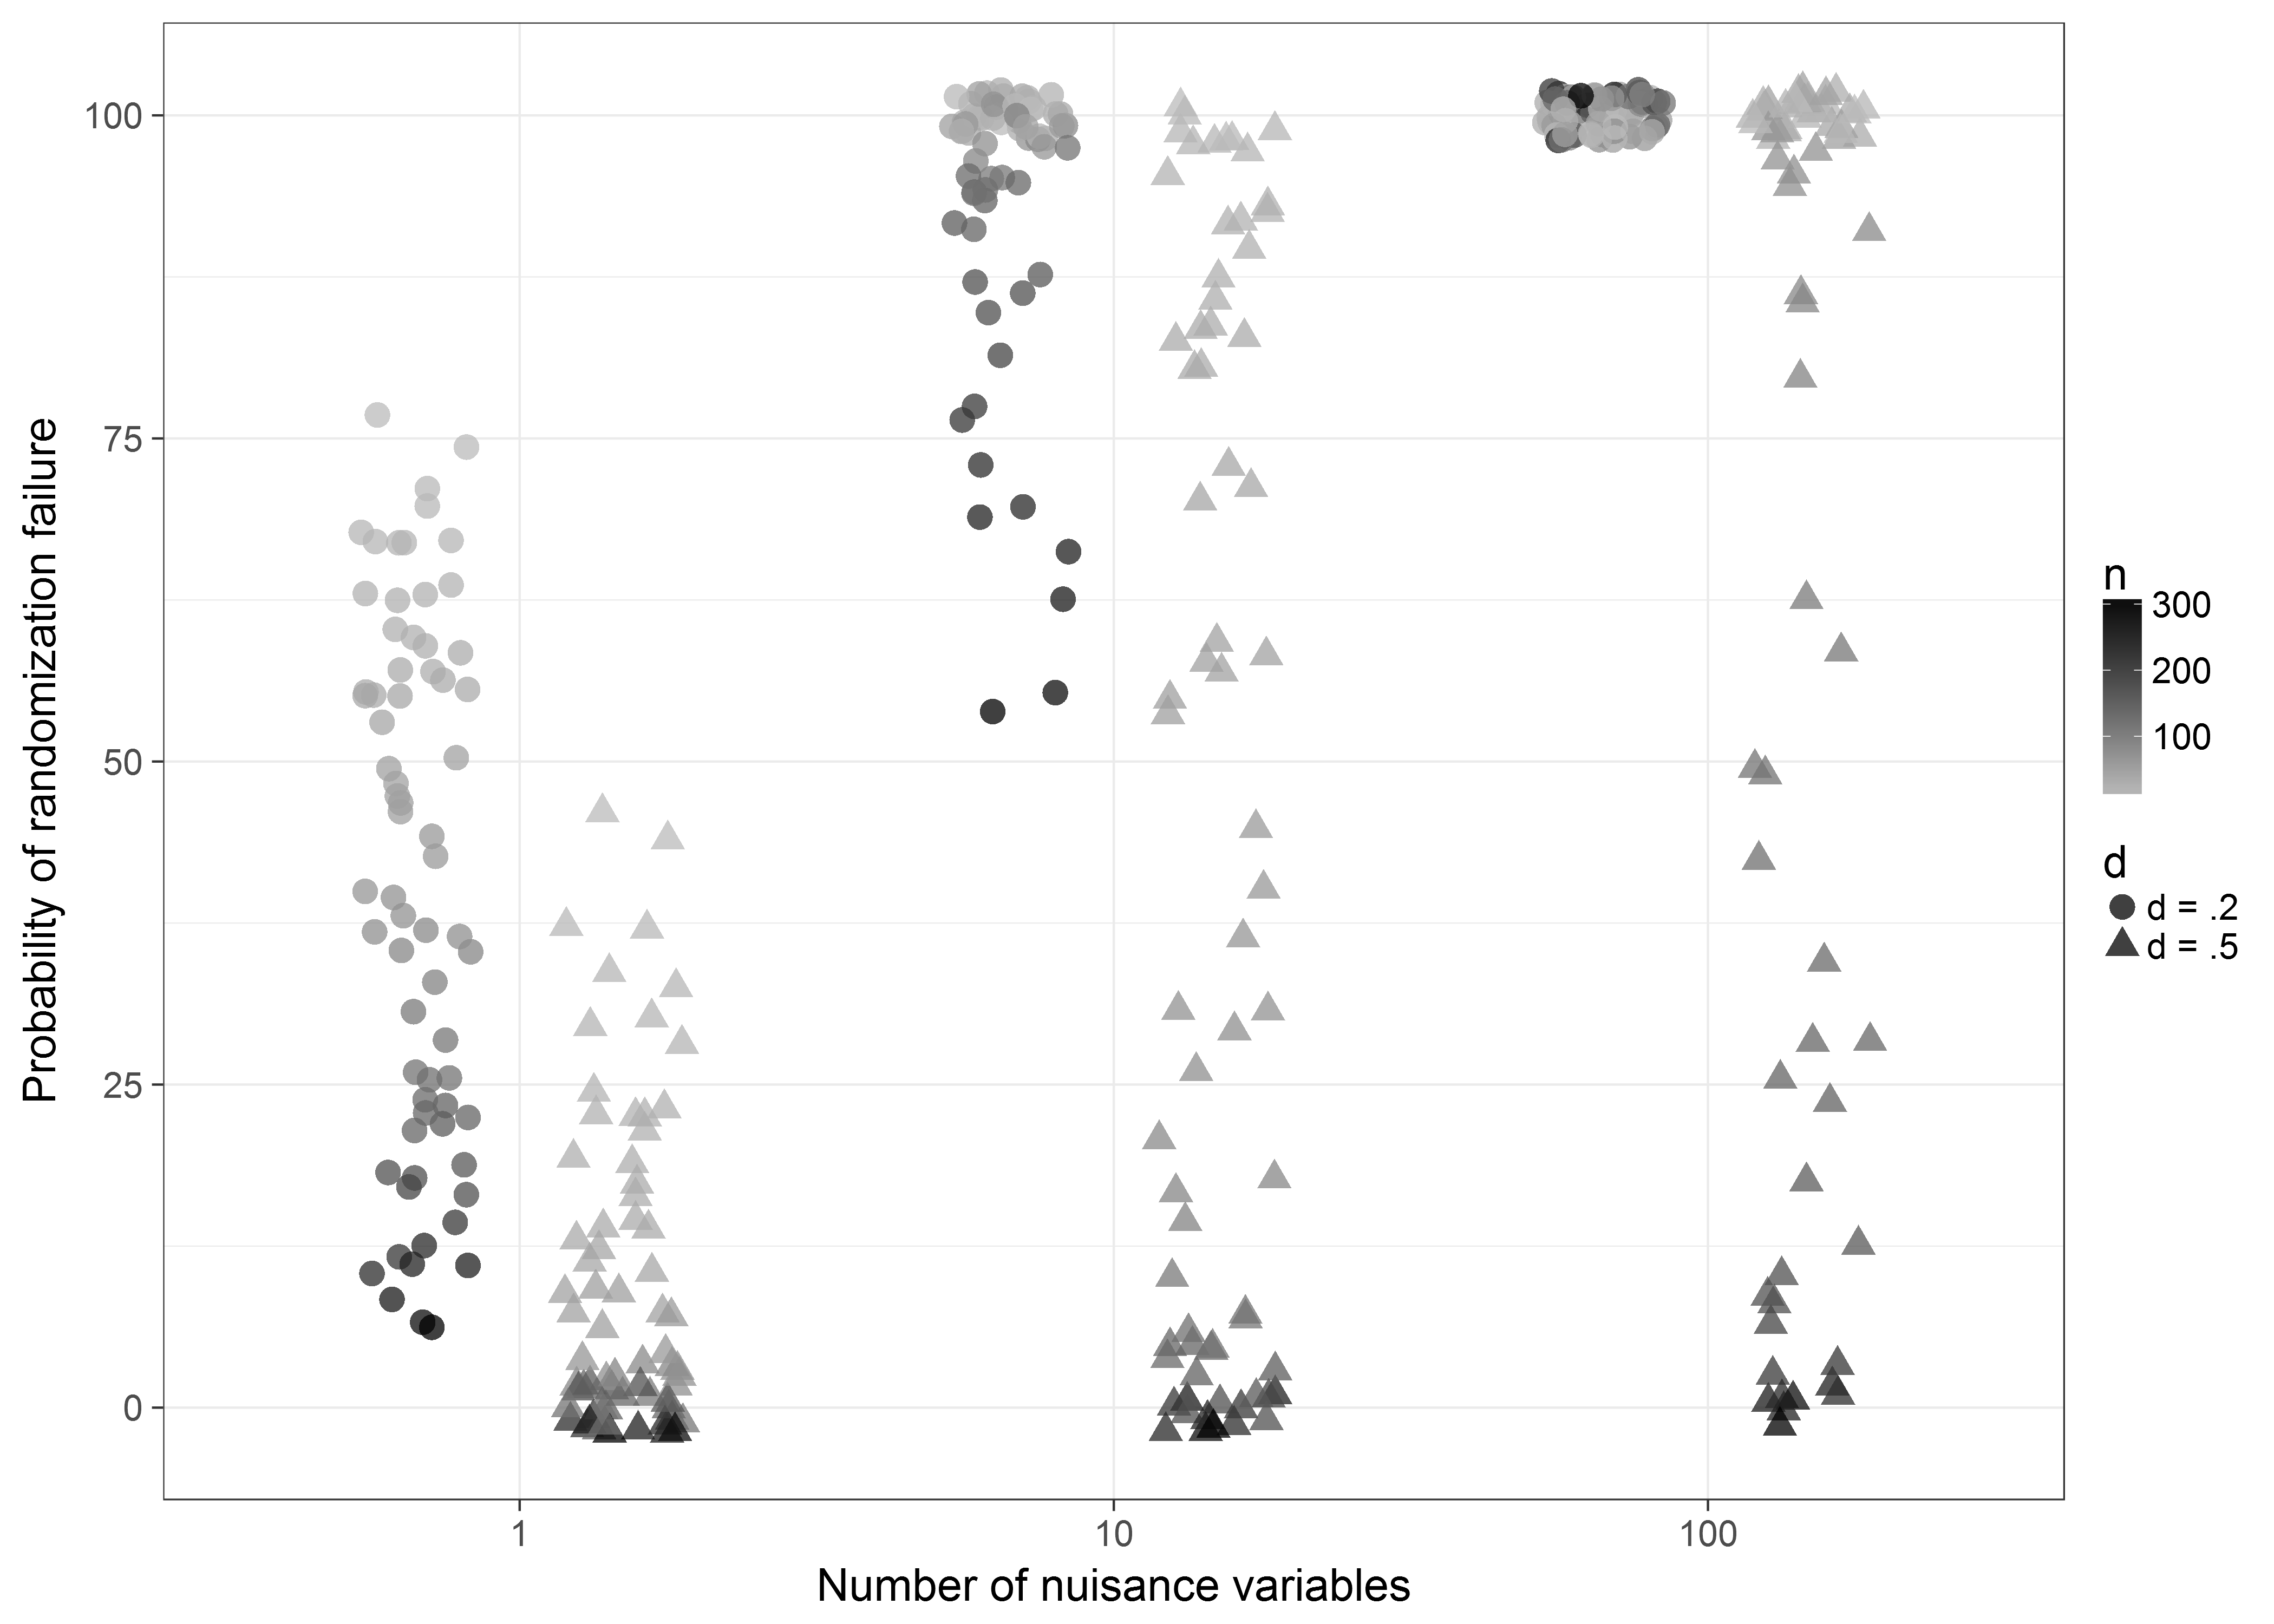 Probability of randomization failure
100
75
50
25
0
1
10
100
Number of nuisance variables
n
300
200
100
d
d = .2
d = .5